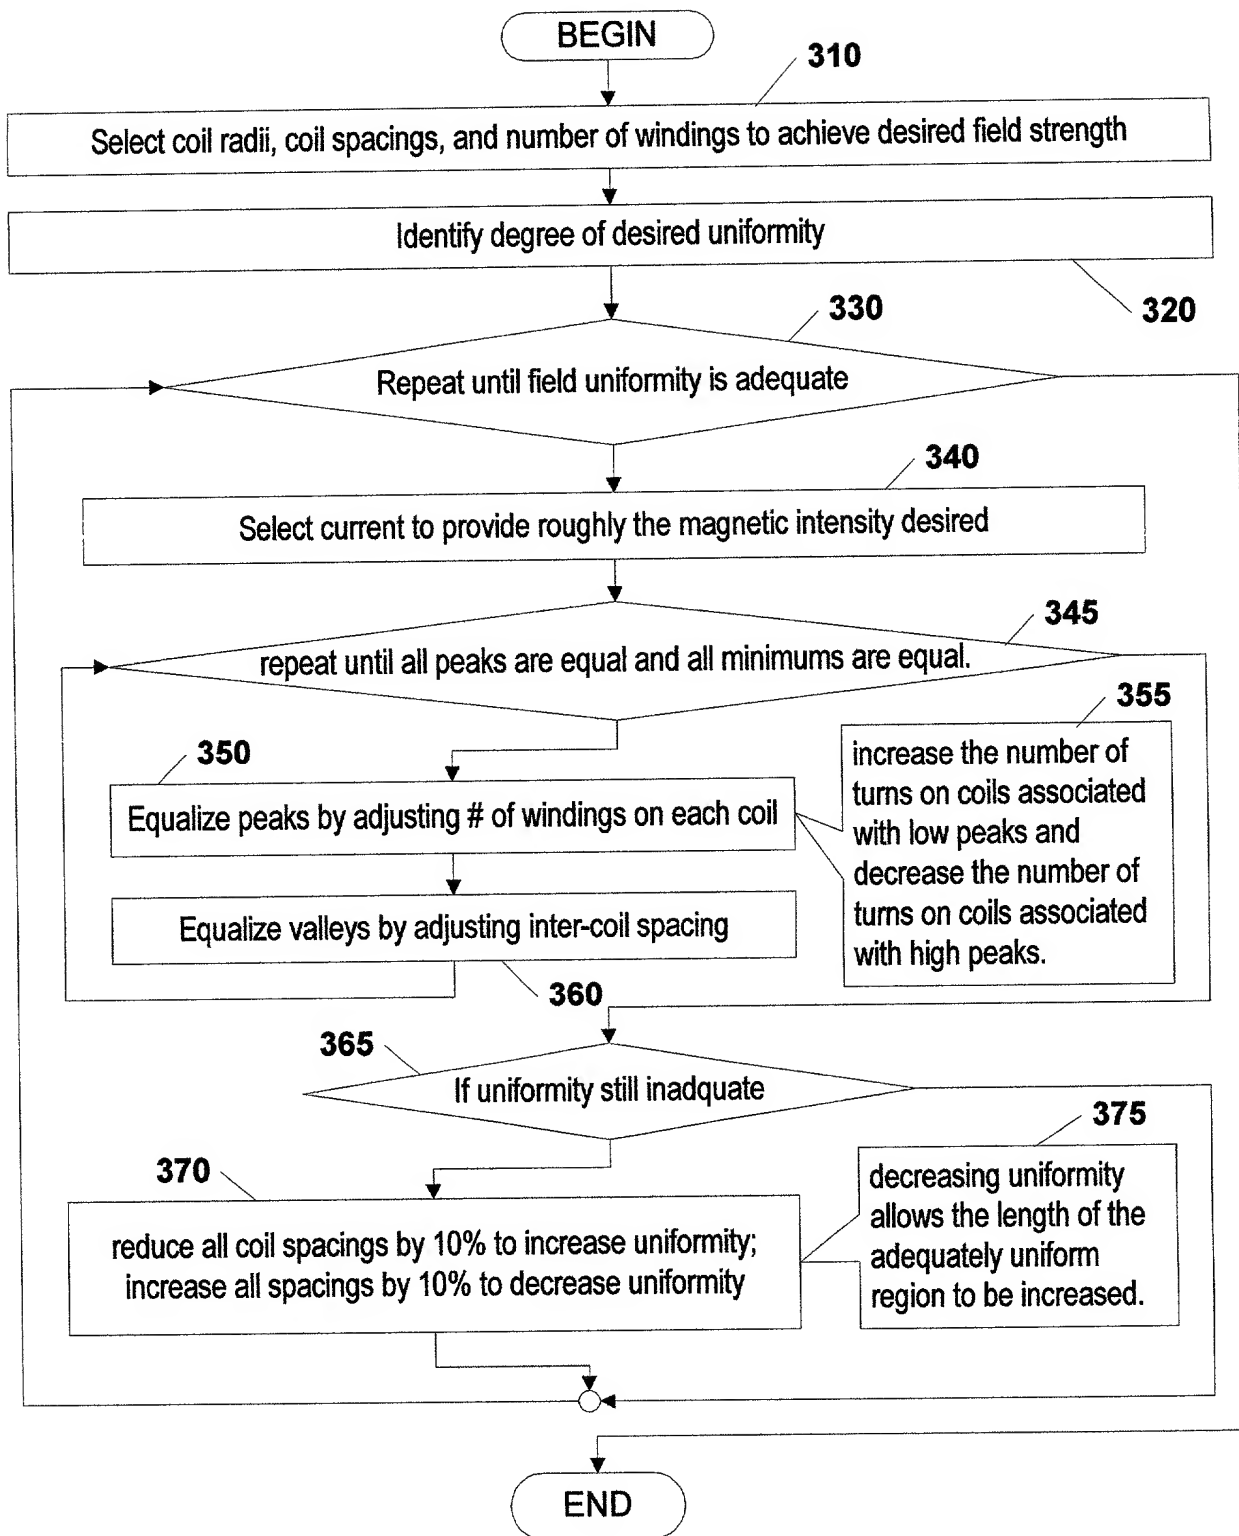 BEGIN
310
Select coil radii, coil spacings, and number of windings to achieve desired field strength
Identify degree of desired uniformity
320
330
Repeat until field uniformity is adequate
340
Select current to provide roughly the magnetic intensity desired
345
repeat until all peaks are equal and all minimums are equal.
355
350
increase the number of
turns on coils associated
with low peaks and
decrease the number of
turns on coils associated
with high peaks.
Equalize peaks by adjusting # of windings on each coil
Equalize valleys by adjusting inter-coil spacing
360
365
If uniformity still inadquate
375
370
decreasing uniformity
allows the length of the
adequately uniform
region to be increased.
reduce all coil spacings by 10% to increase uniformity;
increase all spacings by 10% to decrease uniformity
END